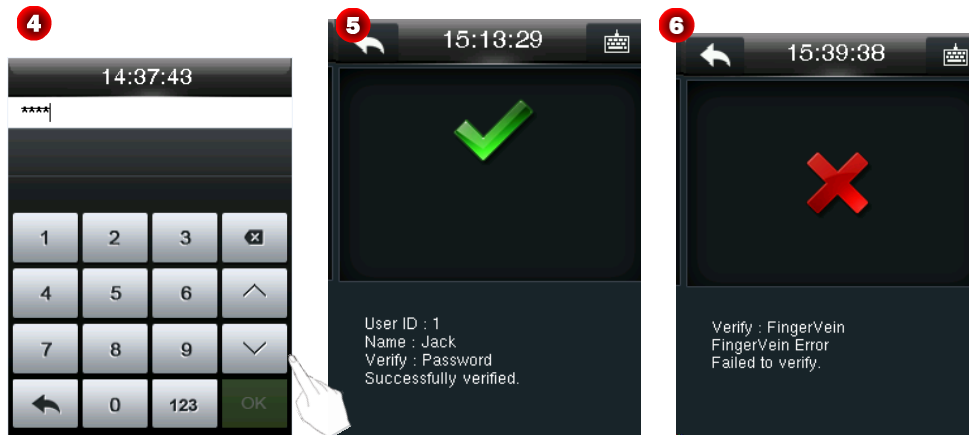 4
14:37:43
****
1 2 3
4 5 6
7 8 9
0 123 OK
5
15:13:29
User ID : 1
Name : Jack
Verify : Password
Successfully verified.
6
15:39:38
Verify : FingerVein
FingerVein Error
Failed to verify.